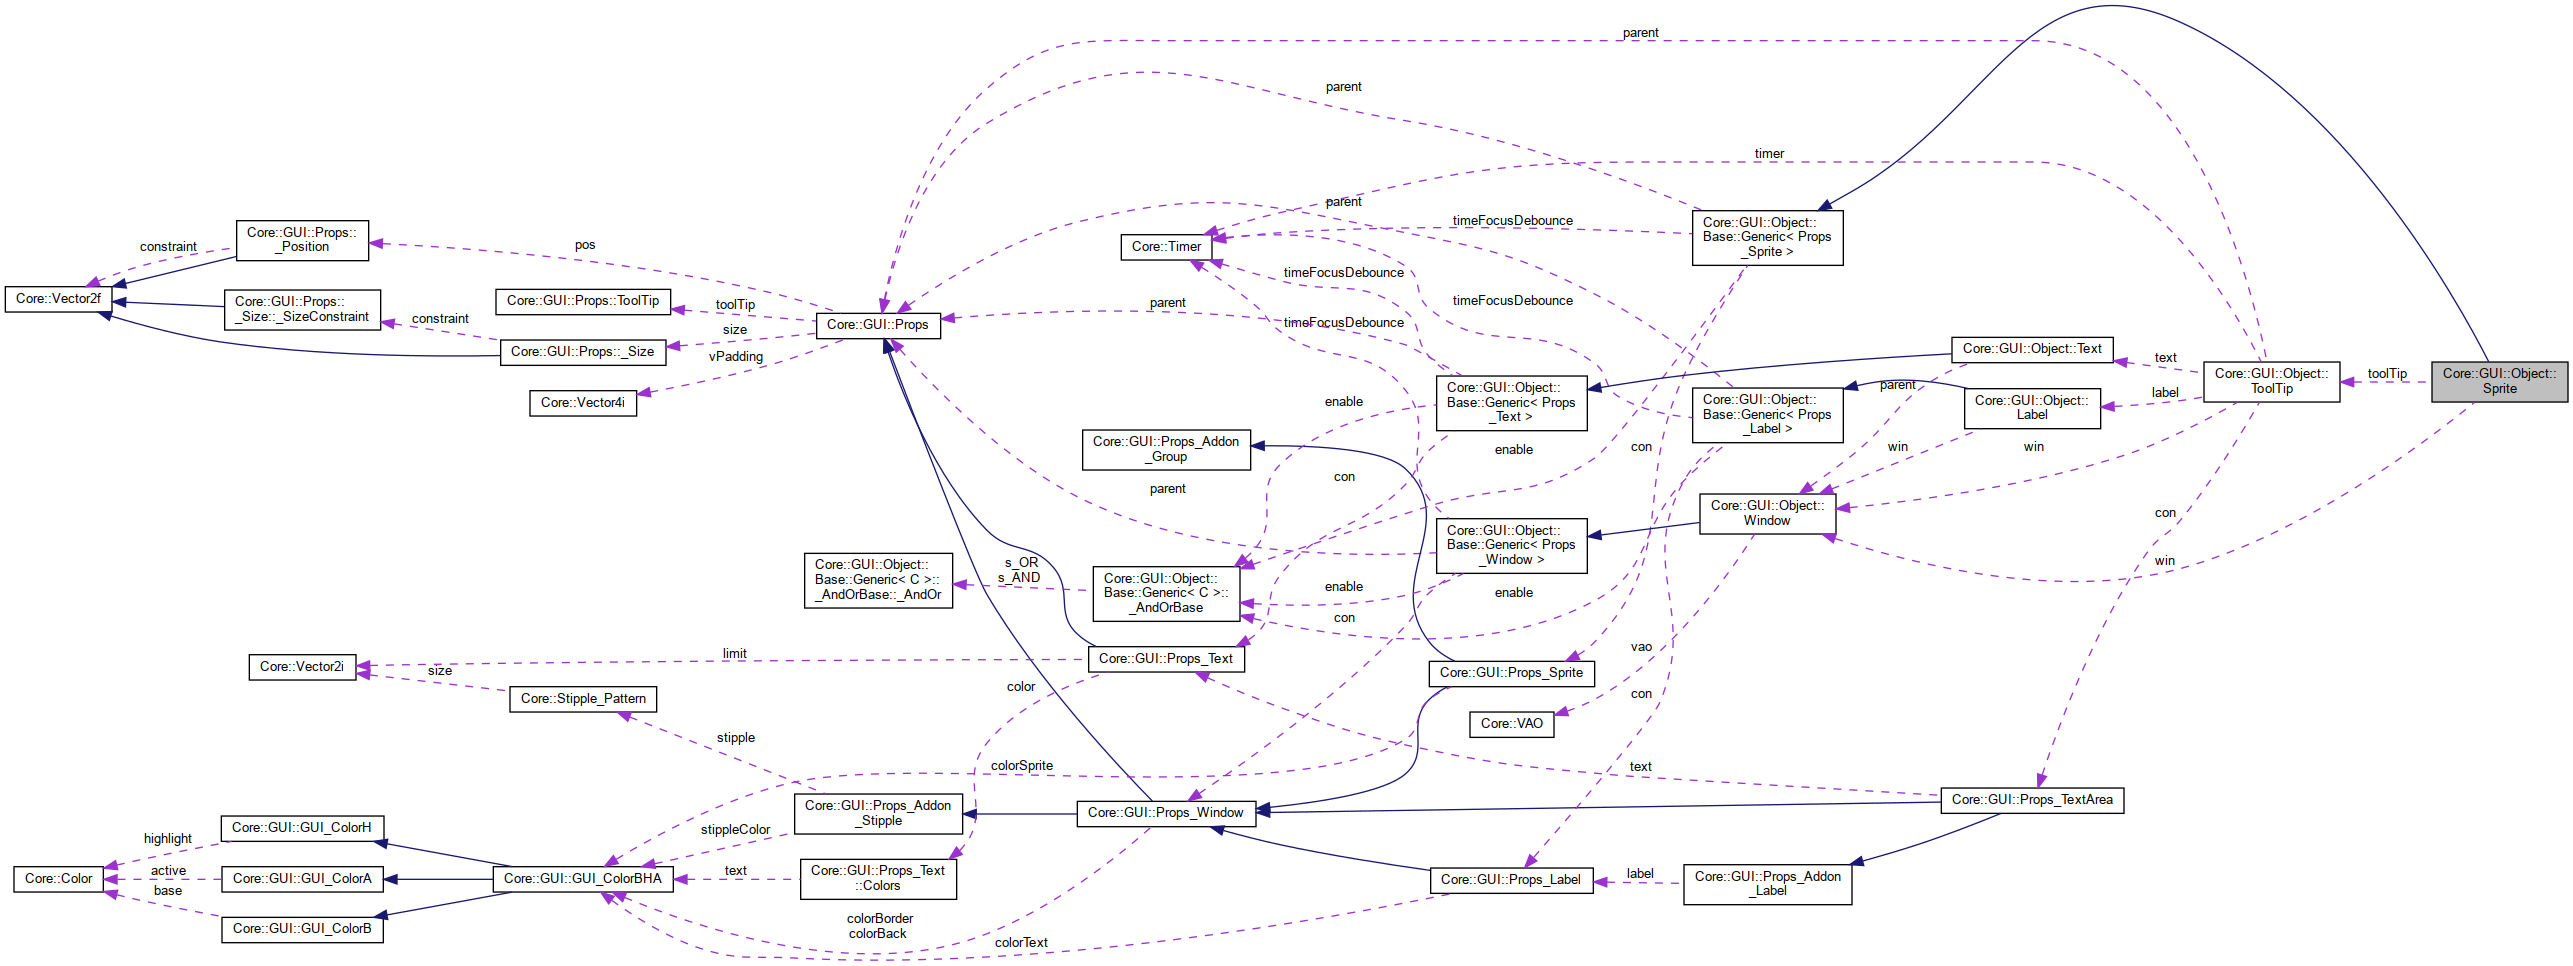 parent
parent
timer
parent
timeFocusDebounce
Core::GUI::Object::
Base::Generic< Props
_Sprite >
Core::GUI::Props::
_Position
constraint
pos
Core::Timer
timeFocusDebounce
timeFocusDebounce
Core::Vector2f
Core::GUI::Props::
_Size::_SizeConstraint
Core::GUI::Props::ToolTip
toolTip
parent
constraint
size
Core::GUI::Props
timeFocusDebounce
Core::GUI::Props::_Size
vPadding
Core::GUI::Object::Text
text
Core::GUI::Object::
ToolTip
toolTip
Core::GUI::Object::
Sprite
Core::Vector4i
enable
Core::GUI::Object::
Base::Generic< Props
_Text >
Core::GUI::Object::
Base::Generic< Props
_Label >
parent
Core::GUI::Object::
Label
label
Core::GUI::Props_Addon
_Group
enable
con
win
win
con
parent
Core::GUI::Object::
Window
con
Core::GUI::Object::
Base::Generic< Props
_Window >
win
Core::GUI::Object::
Base::Generic< C >::
_AndOrBase::_AndOr
s_OR
s_AND
Core::GUI::Object::
Base::Generic< C >::
_AndOrBase
enable
enable
con
vao
Core::Vector2i
limit
Core::GUI::Props_Text
size
Core::Stipple_Pattern
color
Core::GUI::Props_Sprite
con
Core::VAO
stipple
colorSprite
text
Core::GUI::Props_Addon
_Stipple
Core::GUI::Props_Window
Core::GUI::Props_TextArea
Core::GUI::GUI_ColorH
highlight
stippleColor
Core::Color
active
base
Core::GUI::GUI_ColorA
Core::GUI::GUI_ColorBHA
text
Core::GUI::Props_Text
::Colors
Core::GUI::Props_Label
label
Core::GUI::Props_Addon
_Label
Core::GUI::GUI_ColorB
colorBorder
colorBack
colorText